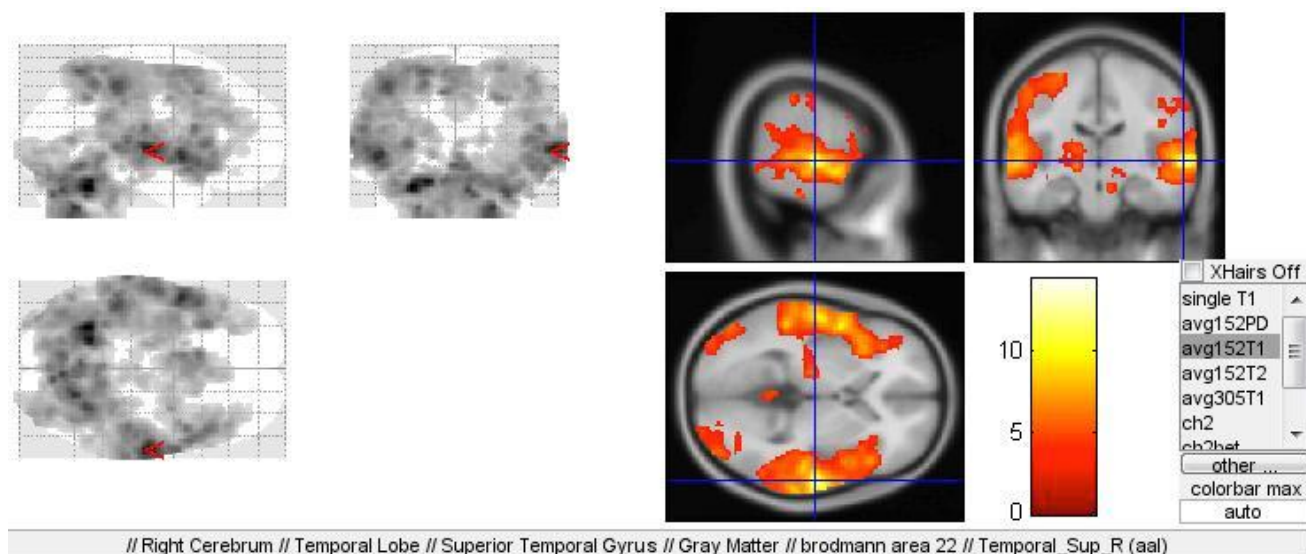 XHairs Off
single T1
avg152PD
avg152T1
avg152T2
avg305T1
ch2
ch2bet
other ...
colorbar max
auto
10
5
0
// Right Cerebrum // Temporal Lobe // Superior Temporal Gyrus // Gray Matter // brodmann area 22 // Temporal_Sup_R (aal)